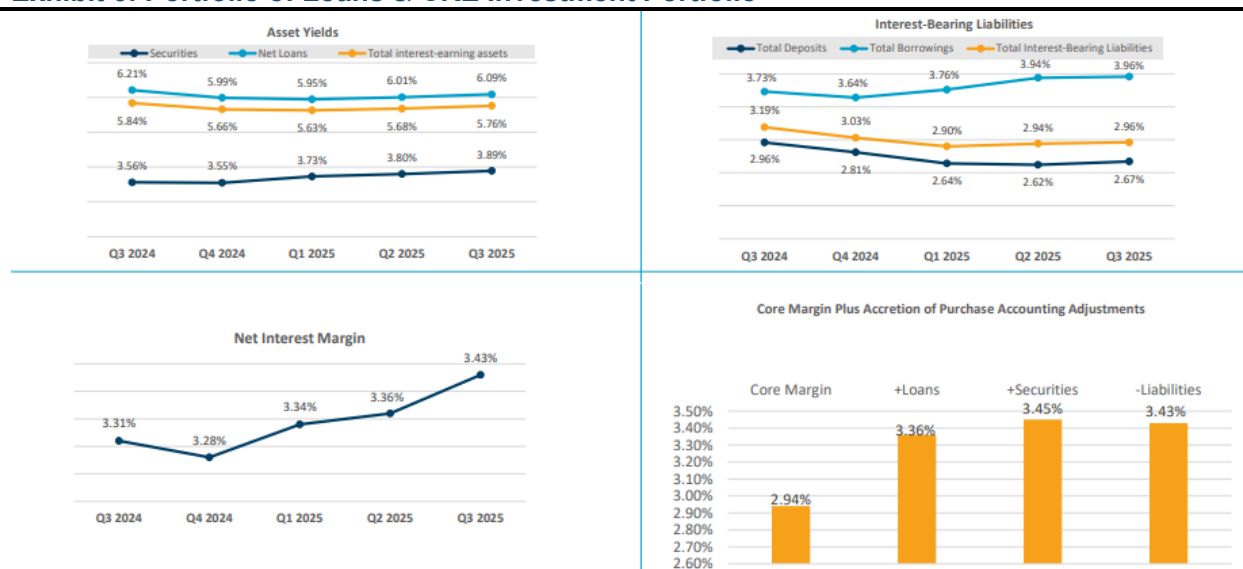 Exhibit 9: Portfolio of Loans & CRE Investment Portfolio
Asset Yields
Securities Net Loans Total interest-earning assets
6.21% 5.99% 5.95% 6.01% 6.09%
5.84% 5.66% 5.63% 5.68% 5.76%
3.56% 3.55% 3.73% 3.80% 3.89%
Q3 2024 Q4 2024 Q1 2025 Q2 2025 Q3 2025
Interest-Bearing Liabilities
Total Deposits Total Borrowings Total Interest-Bearing Liabilities
3.73% 3.64% 3.76% 3.94% 3.96%
3.19% 3.03% 2.90% 2.94% 2.96%
2.96% 2.81% 2.64% 2.62% 2.67%
Q3 2024 Q4 2024 Q1 2025 Q2 2025 Q3 2025
Net Interest Margin
3.31% 3.28% 3.34% 3.36% 3.43%
Q3 2024 Q4 2024 Q1 2025 Q2 2025 Q3 2025
Core Margin Plus Accretion of Purchase Accounting Adjustments
Core Margin +Loans +Securities -Liabilities
2.94% 3.36% 3.45% 3.43%
3.50%
3.40%
3.30%
3.20%
3.10%
3.00%
2.90%
2.80%
2.70%
2.60%